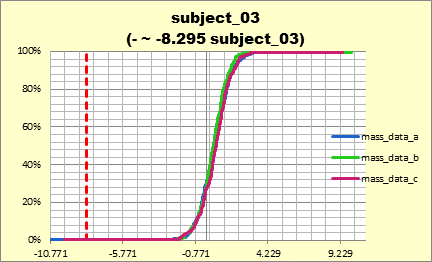 subject_03
(- ~ -8.295 subject_03)
100%
80%
60%
40%
20%
0%
-10.771
-5.771
-0.771
4.229
9.229
mass_data_a
mass_data_b
mass_data_c